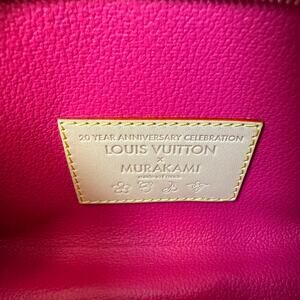 20 YEAR ANNIVERSARY CELEBRATION
LOUIS VUITTON
x
MURAKAMI